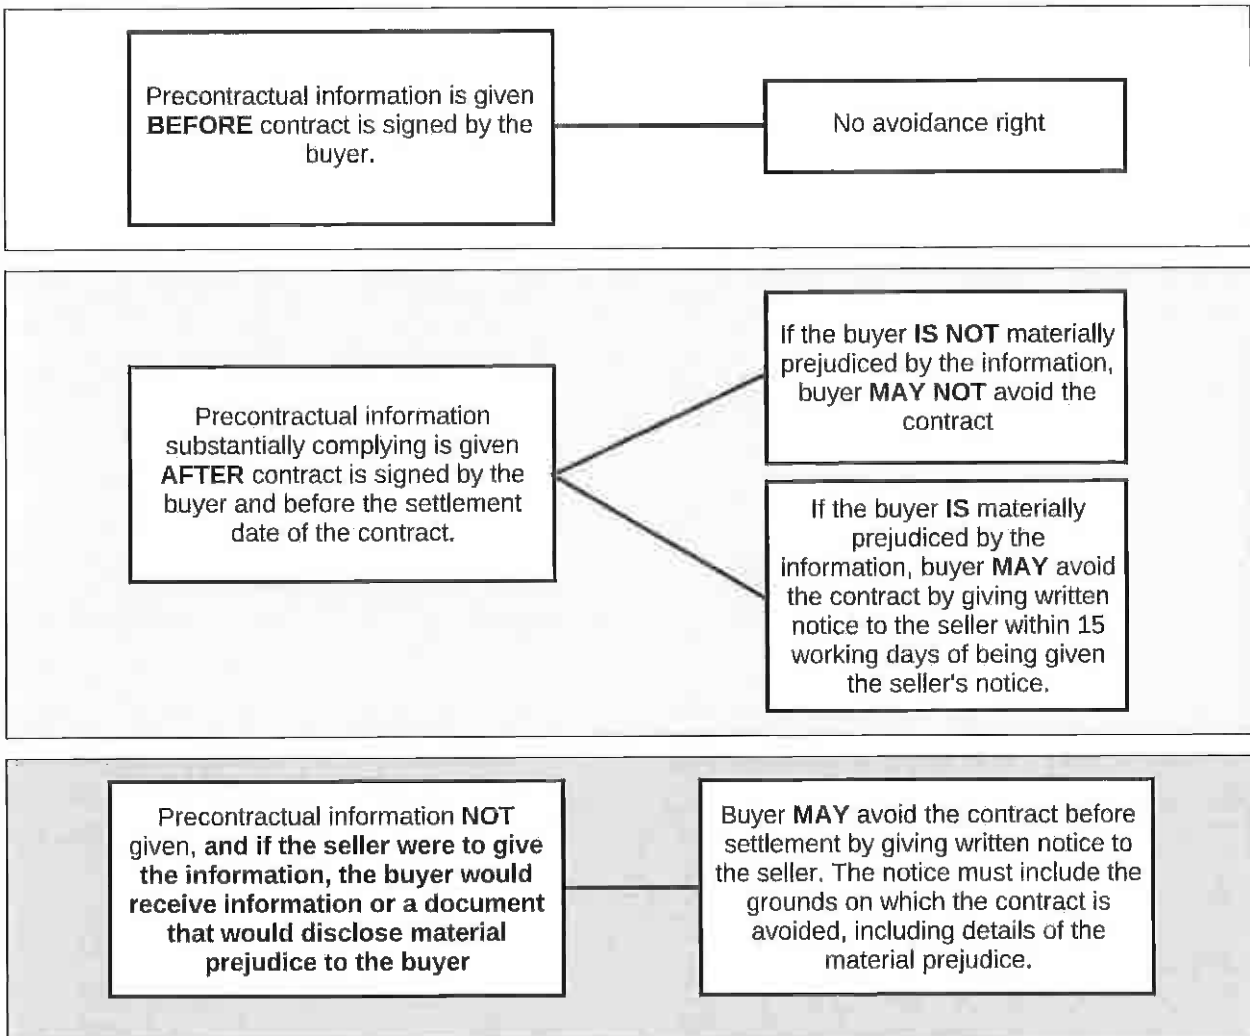 Precontractual information is given
BEFORE contract is signed by the
buyer.
No avoidance right
Precontractual information
substantially complying is given
AFTER contract is signed by the
buyer and before the settlement
date of the contract.
If the buyer IS NOT materially
prejudiced by the information,
buyer MAY NOT avoid the
contract
If the buyer IS materially
prejudiced by the
information, buyer MAY avoid
the contract by giving written
notice to the seller within 15
working days of being given
the seller's notice.
Precontractual information NOT
given, and if the seller were to give
the information, the buyer would
receive information or a document
that would disclose material
prejudice to the buyer
Buyer MAY avoid the contract before
settlement by giving written notice to
the seller. The notice must include the
grounds on which the contract is
avoided, including details of the
material prejudice.